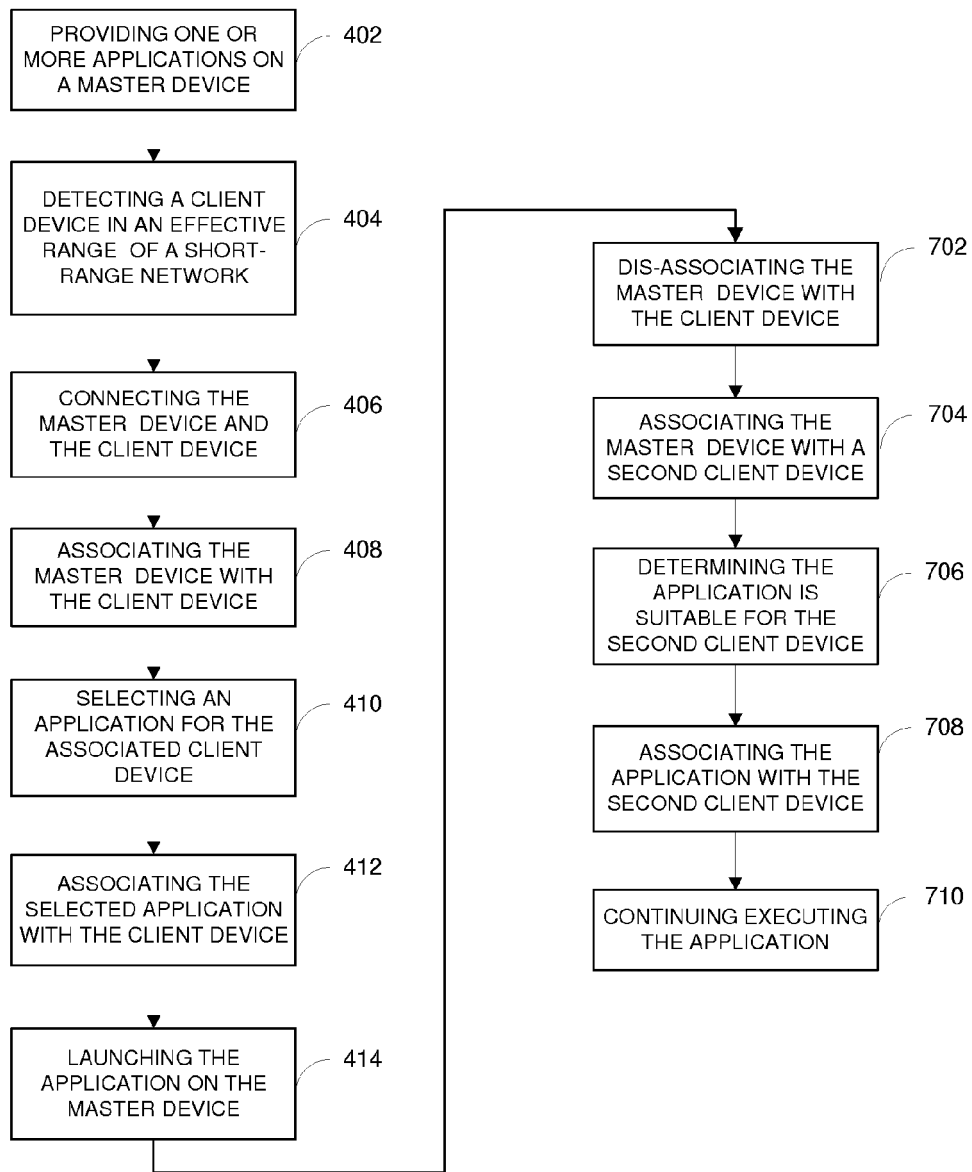 PROVIDING ONE OR
MORE APPLICATIONS ON
A MASTER DEVICE
402
DETECTING A CLIENT
DEVICE IN AN EFFECTIVE
RANGE OF A SHORT-
RANGE NETWORK
404
CONNECTING THE
MASTER DEVICE AND
THE CLIENT DEVICE
406
ASSOCIATING THE
MASTER DEVICE WITH
THE CLIENT DEVICE
408
SELECTING AN
APPLICATION FOR THE
ASSOCIATED CLIENT
DEVICE
410
ASSOCIATING THE
SELECTED APPLICATION
WITH THE CLIENT DEVICE
412
LAUNCHING THE
APPLICATION ON THE
MASTER DEVICE
414
DIS-ASSOCIATING THE
MASTER DEVICE WITH
THE CLIENT DEVICE
702
ASSOCIATING THE
MASTER DEVICE WITH A
SECOND CLIENT DEVICE
704
DETERMINING THE
APPLICATION IS
SUITABLE FOR THE
SECOND CLIENT DEVICE
706
ASSOCIATING THE
APPLICATION WITH THE
SECOND CLIENT DEVICE
708
CONTINUING EXECUTING
THE APPLICATION
710